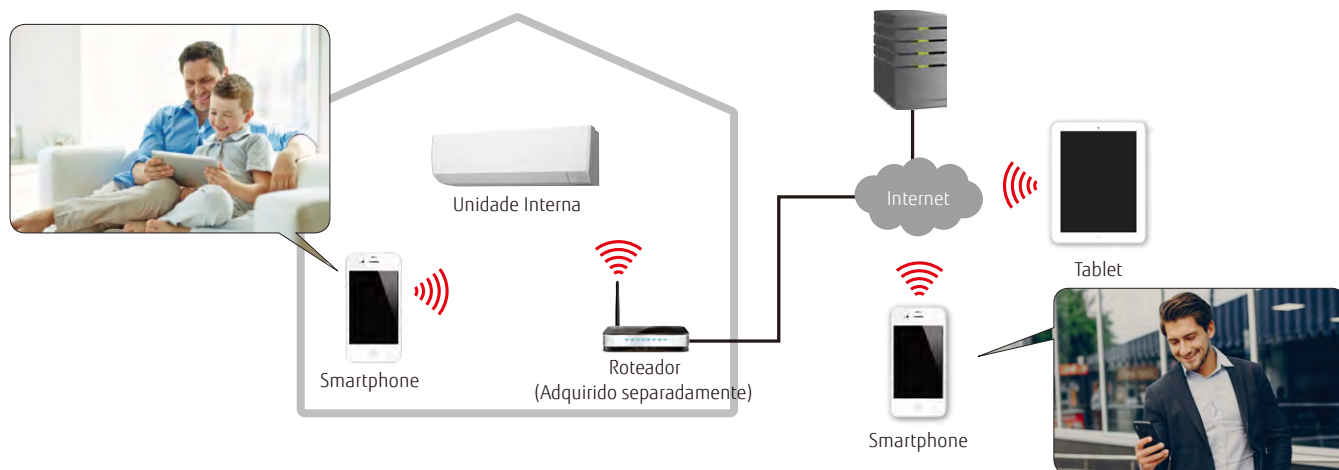 Unidade Interna
Internet
Smartphone
Roteador
(Adquirido separadamente)
Tablet
Smartphone